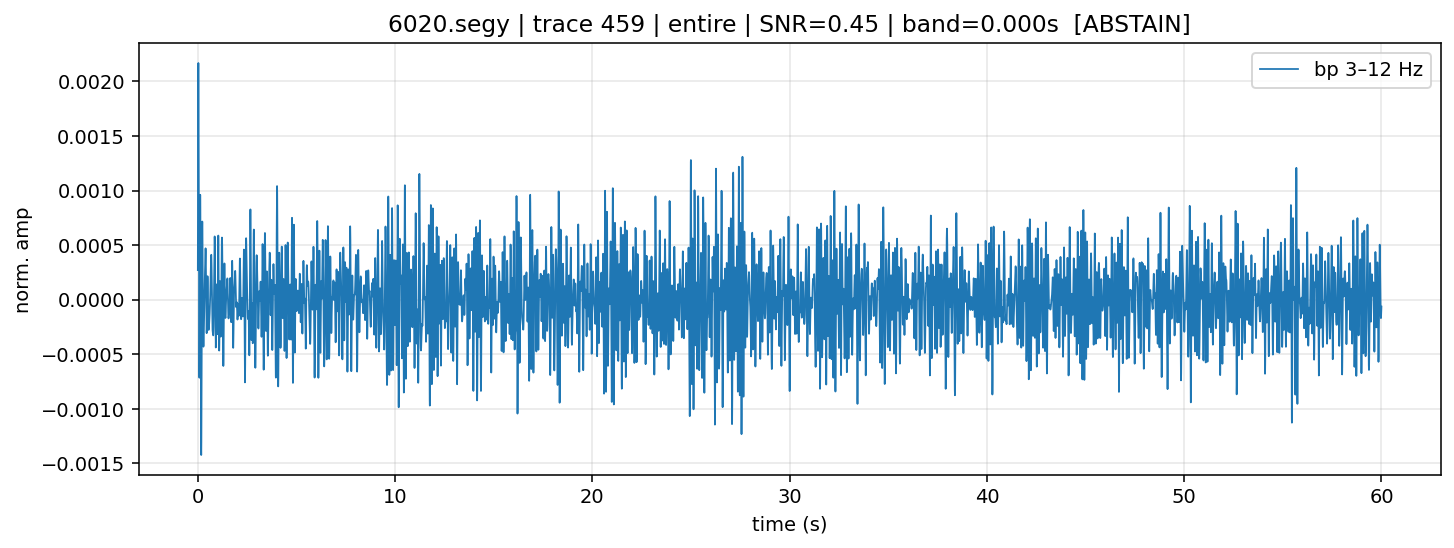 6020.segy | trace 459 | entire | SNR=0.45 | band=0.000s  [ABSTAIN]
bp 3–12 Hz
norm. amp
0.0020
0.0015
0.0010
0.0005
0.0000
−0.0005
−0.0010
−0.0015
0 10 20 30 40 50 60
time (s)